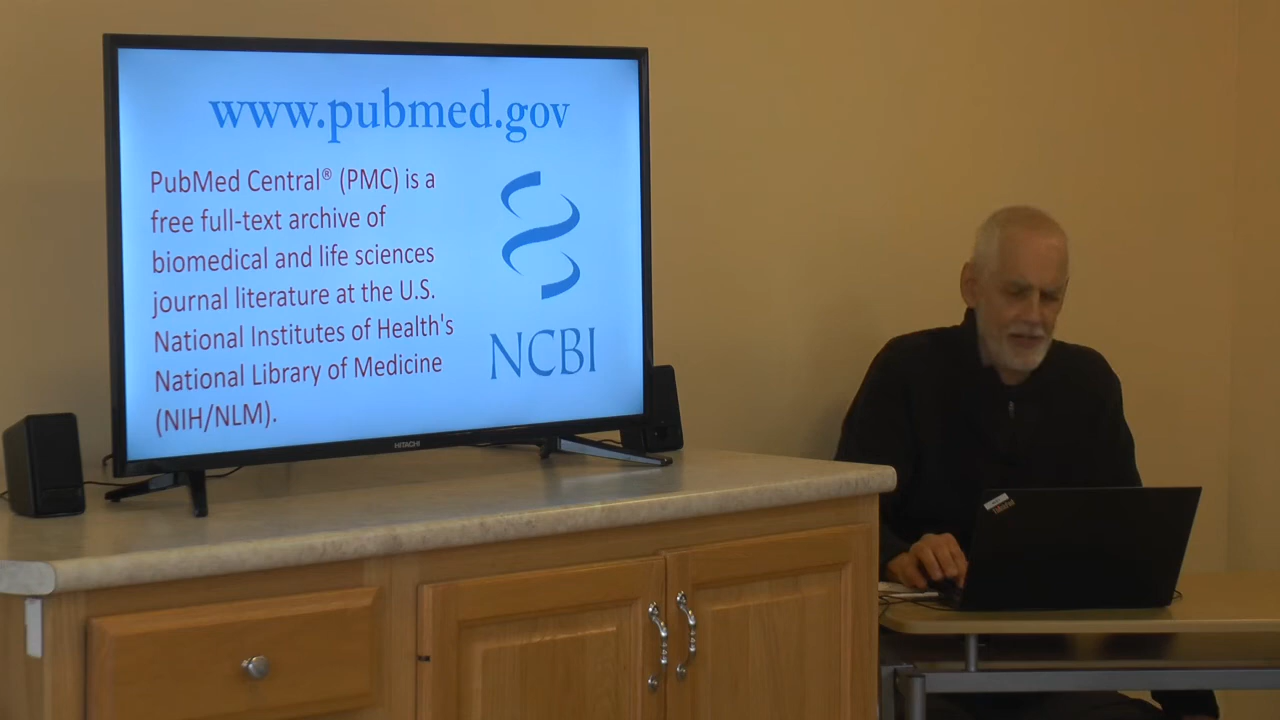 www.pubmed.gov
PubMed Central® (PMC) is a
free full-text archive of
biomedical and life sciences
journal literature at the U.S.
National Institutes of Health's
National Library of Medicine
(NIH/NLM).
NCBI
HITACHI